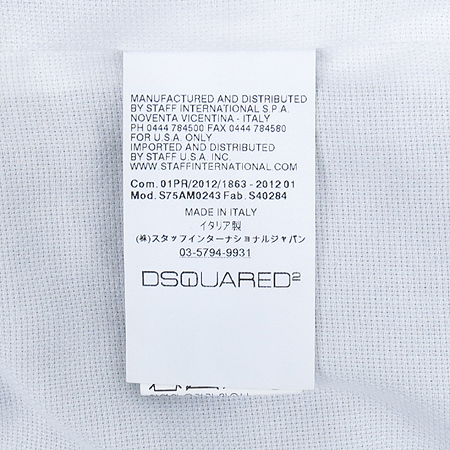 MANUFACTURED AND DISTRIBUTED
BY STAFF INTERNATIONAL S.P.A.
NOVENTA VICENTINA - ITALY
PH 0444 784500 FAX 0444 784580
FOR U.S.A. ONLY
IMPORTED AND DISTRIBUTED
BY STAFF U.S.A. INC.
WWW.STAFFINTERNATIONAL.COM
Com. 01PR/2012/1863 - 2012 01
Mod. S75AM0243 Fab. S40284
MADE IN ITALY
イタリア製
(株)スタッフインターナショナルジャパン
03-5794-9931
DSQUARED2